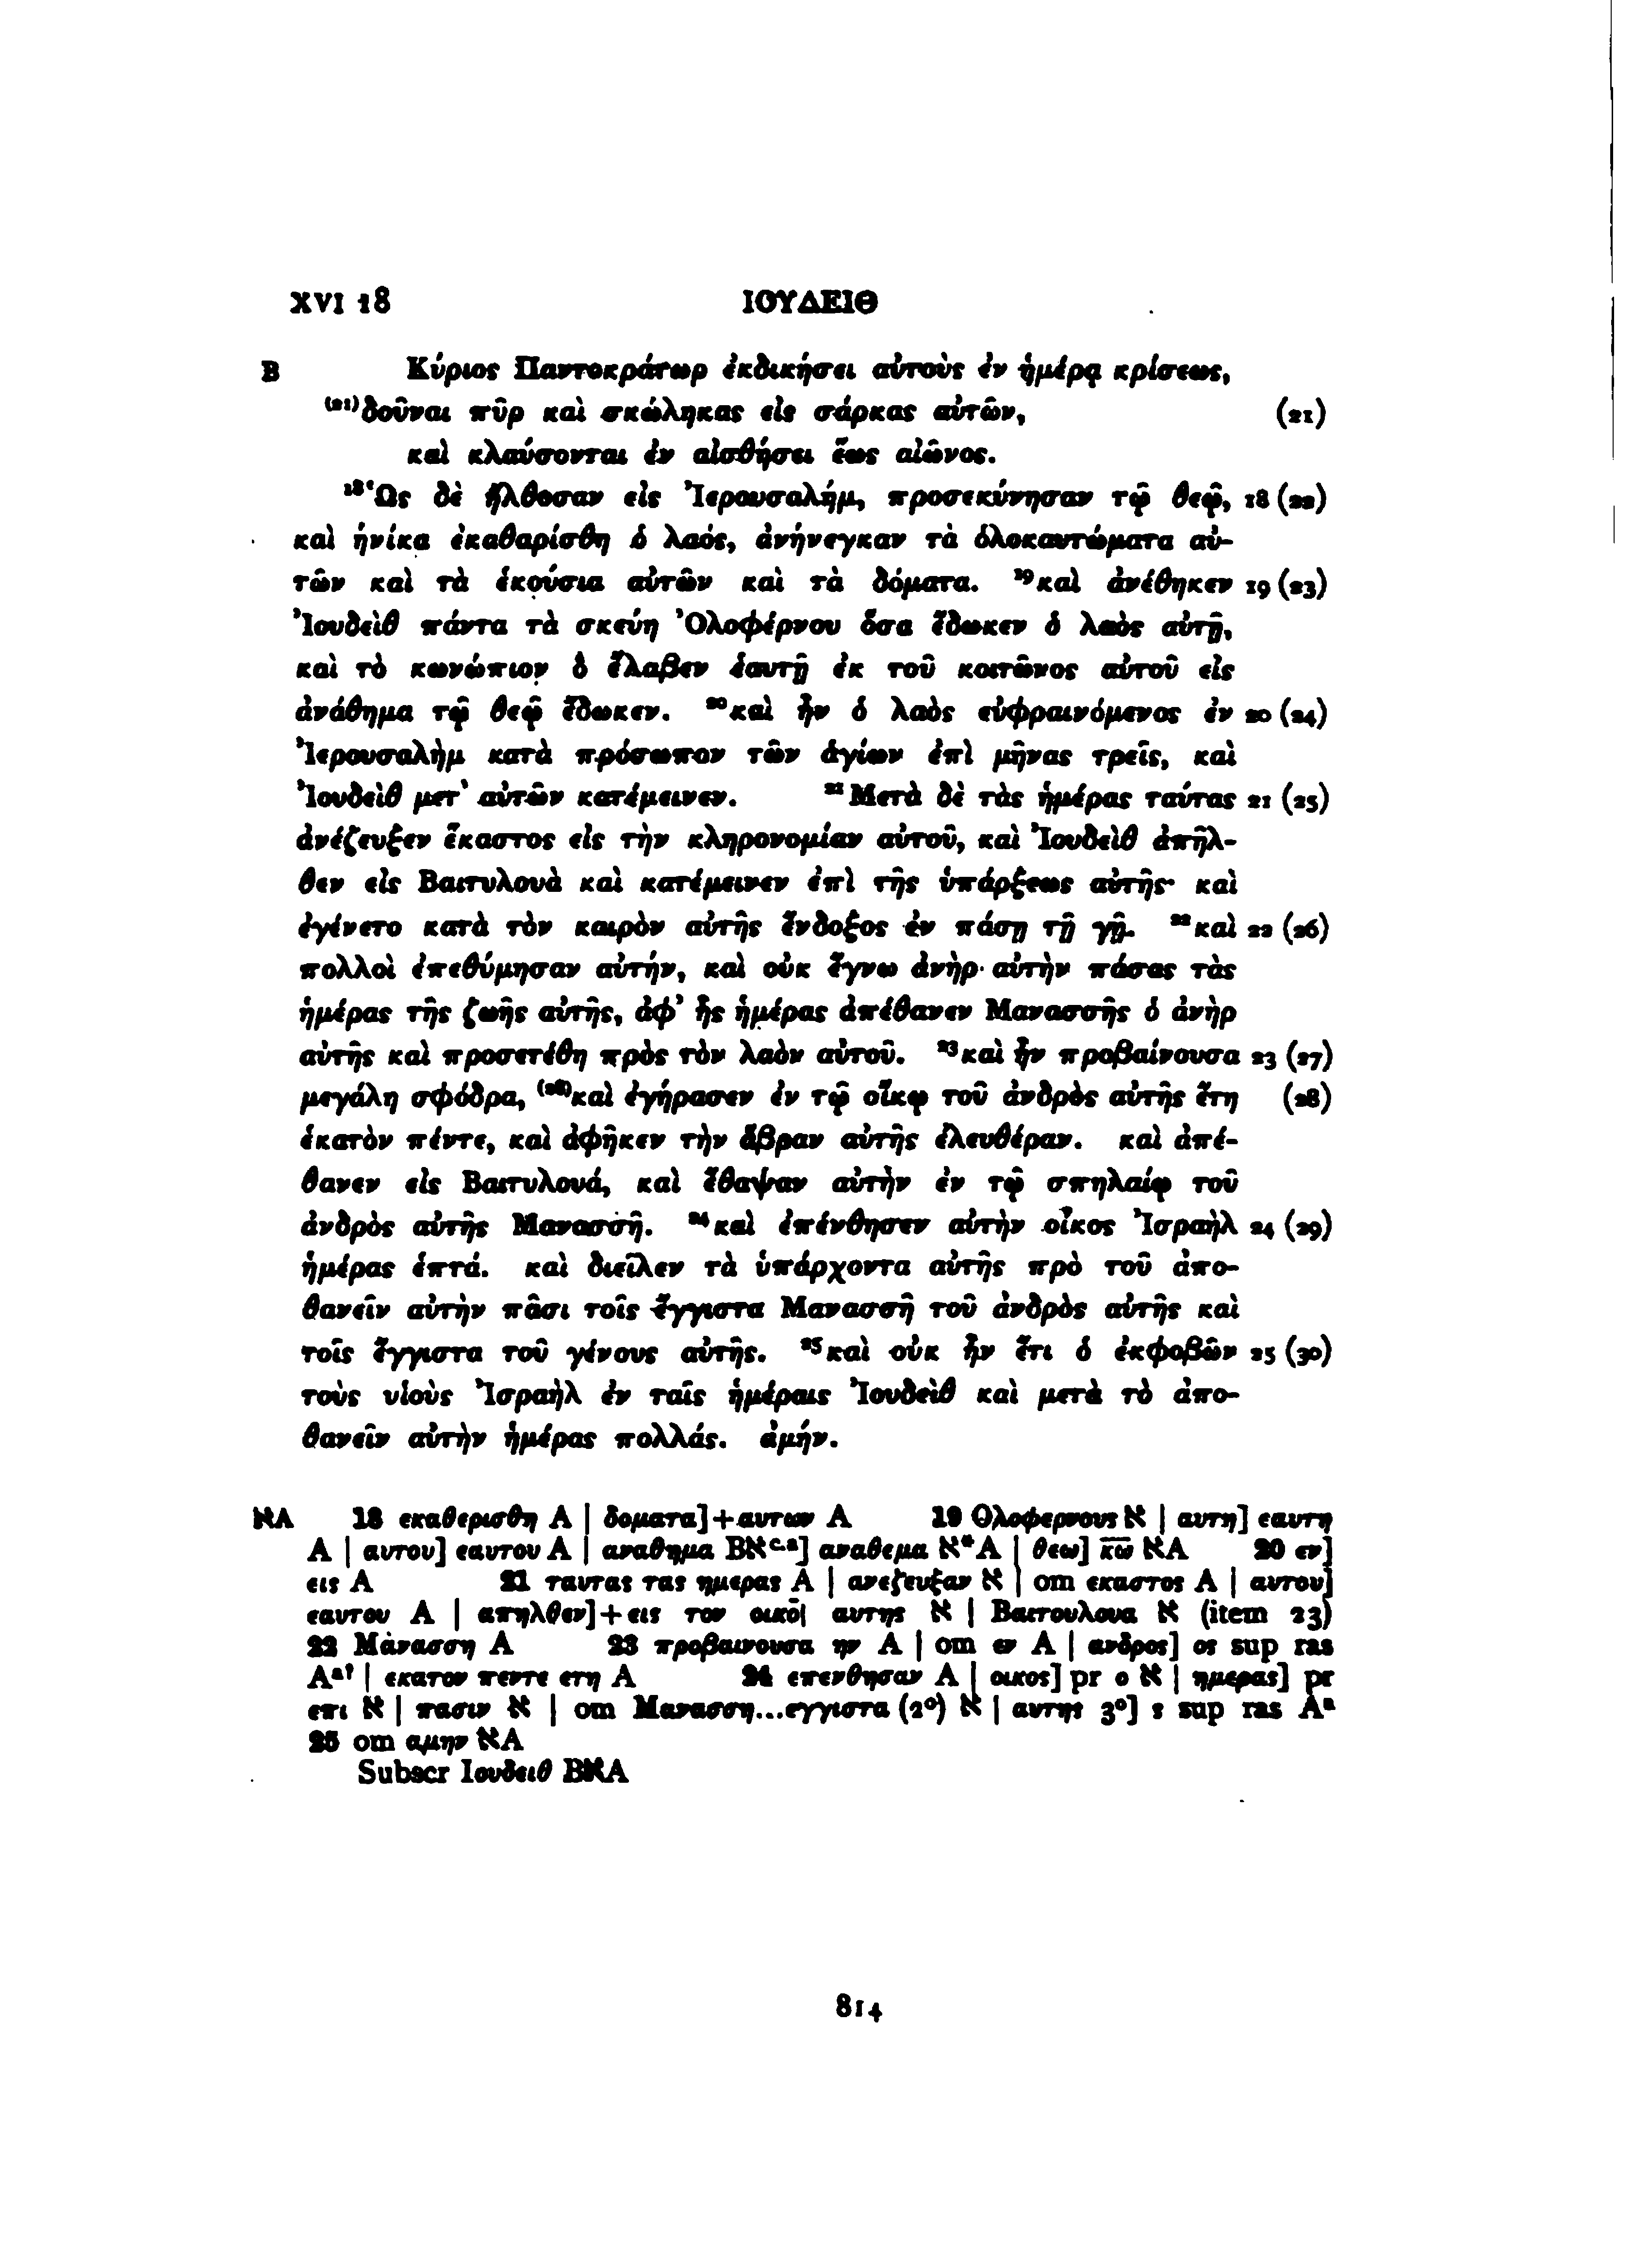 XVI 18 ΙΟΥΔΕΙΘ
B Κύριος Παντοκράτωρ ἐκδικήσει αὐτοὺς ἐν ἡμέρᾳ κρίσεως,
(21)δοῦναι πῦρ καὶ σκώληκας εἰς σάρκας αὐτῶν, (21)
καὶ κλαύσονται ἐν αἰσθήσει ἕως αἰῶνος.
18Ὡς δὲ ἤλθοσαν εἰς Ἰερουσαλήμ, προσεκύνησαν τῷ θεῷ, 18 (22)
καὶ ἡνίκα ἐκαθαρίσθη ὁ λαός, ἀνήνεγκαν τὰ ὁλοκαυτώματα αὐ-
τῶν καὶ τὰ ἑκούσια αὐτῶν καὶ τὰ δόματα. 19καὶ ἀνέθηκεν 19 (23)
Ἰουδεὶθ πάντα τὰ σκεύη Ὀλοφέρνου ὅσα ἔδωκεν ὁ λαὸς αὐτῇ,
καὶ τὸ κωνώπιον ὃ ἔλαβεν ἑαυτῇ ἐκ τοῦ κοιτῶνος αὐτοῦ εἰς
ἀνάθημα τῷ θεῷ ἔδωκεν. 20καὶ ἦν ὁ λαὸς εὐφραινόμενος ἐν 20 (24)
Ἰερουσαλὴμ κατὰ πρόσωπον τῶν ἁγίων ἐπὶ μῆνας τρεῖς, καὶ
Ἰουδεὶθ μετ' αὐτῶν κατέμεινεν. 21Μετὰ δὲ τὰς ἡμέρας ταύτας 21 (25)
ἀνέζευξεν ἕκαστος εἰς τὴν κληρονομίαν αὐτοῦ, καὶ Ἰουδεὶθ ἀπῆλ-
θεν εἰς Βαιτυλουὰ καὶ κατέμεινεν ἐπὶ τῆς ὑπάρξεως αὐτῆς· καὶ
ἐγένετο κατὰ τὸν καιρὸν αὐτῆς ἔνδοξος ἐν πάσῃ τῇ γῇ. 22καὶ 22 (26)
πολλοὶ ἐπεθύμησαν αὐτήν, καὶ οὐκ ἔγνω ἀνὴρ αὐτὴν πάσας τὰς
ἡμέρας τῆς ζωῆς αὐτῆς, ἀφ' ἧς ἡμέρας ἀπέθανεν Μανασσῆς ὁ ἀνὴρ
αὐτῆς καὶ προσετέθη πρὸς τὸν λαὸν αὐτοῦ. 23καὶ ἦν προβαίνουσα 23 (27)
μεγάλη σφόδρα, (28)καὶ ἐγήρασεν ἐν τῷ οἴκῳ τοῦ ἀνδρὸς αὐτῆς ἔτη (28)
ἑκατὸν πέντε, καὶ ἀφῆκεν τὴν ἅβραν αὐτῆς ἐλευθέραν. καὶ ἀπέ-
θανεν εἰς Βαιτυλουά, καὶ ἔθαψαν αὐτὴν ἐν τῷ σπηλαίῳ τοῦ
ἀνδρὸς αὐτῆς Μανασσῆ. 24καὶ ἐπένθησεν αὐτὴν οἶκος Ἰσραὴλ 24 (29)
ἡμέρας ἑπτά. καὶ διεῖλεν τὰ ὑπάρχοντα αὐτῆς πρὸ τοῦ ἀπο-
θανεῖν αὐτὴν πᾶσι τοῖς ἔγγιστα Μανασσῆ τοῦ ἀνδρὸς αὐτῆς καὶ
τοῖς ἔγγιστα τοῦ γένους αὐτῆς. 25καὶ οὐκ ἦν ἔτι ὁ ἐκφοβῶν 25 (30)
τοὺς υἱοὺς Ἰσραὴλ ἐν ταῖς ἡμέραις Ἰουδεὶθ καὶ μετὰ τὸ ἀπο-
θανεῖν αὐτὴν ἡμέρας πολλάς. ἀμήν.
אA 18 εκαθερισθη A | δοματα]+αυτων A 19 Ολοφερνους א | αυτη] εαυτη
A | αυτου] εαυτου A | αναθημα Bא c.a] αναθεμα א*A | θεω] κ̅ω̅ אA 20 εν]
εις A 21 ταυτας τας ημερας A | ανεζευξαν א | om εκαστος A | αυτου]
εαυτου A | απηλθεν]+εις τον οικο̅| αυτης א | Βαιτουλουα א (item 23)
22 Μανασση A 23 προβαινουσα ην A | om εν A | ανδρος] ος sup ras
Aa? | εκατον πεντε ετη A 24 επενθησαν A | οικος] pr ο א | ημερας] pr
επι א | πασιν א | om Μανασση...εγγιστα (2°) א | αυτης 3°] ς sup ras Aa
25 om αμην אA
Subscr Ιουδειθ BאA
814